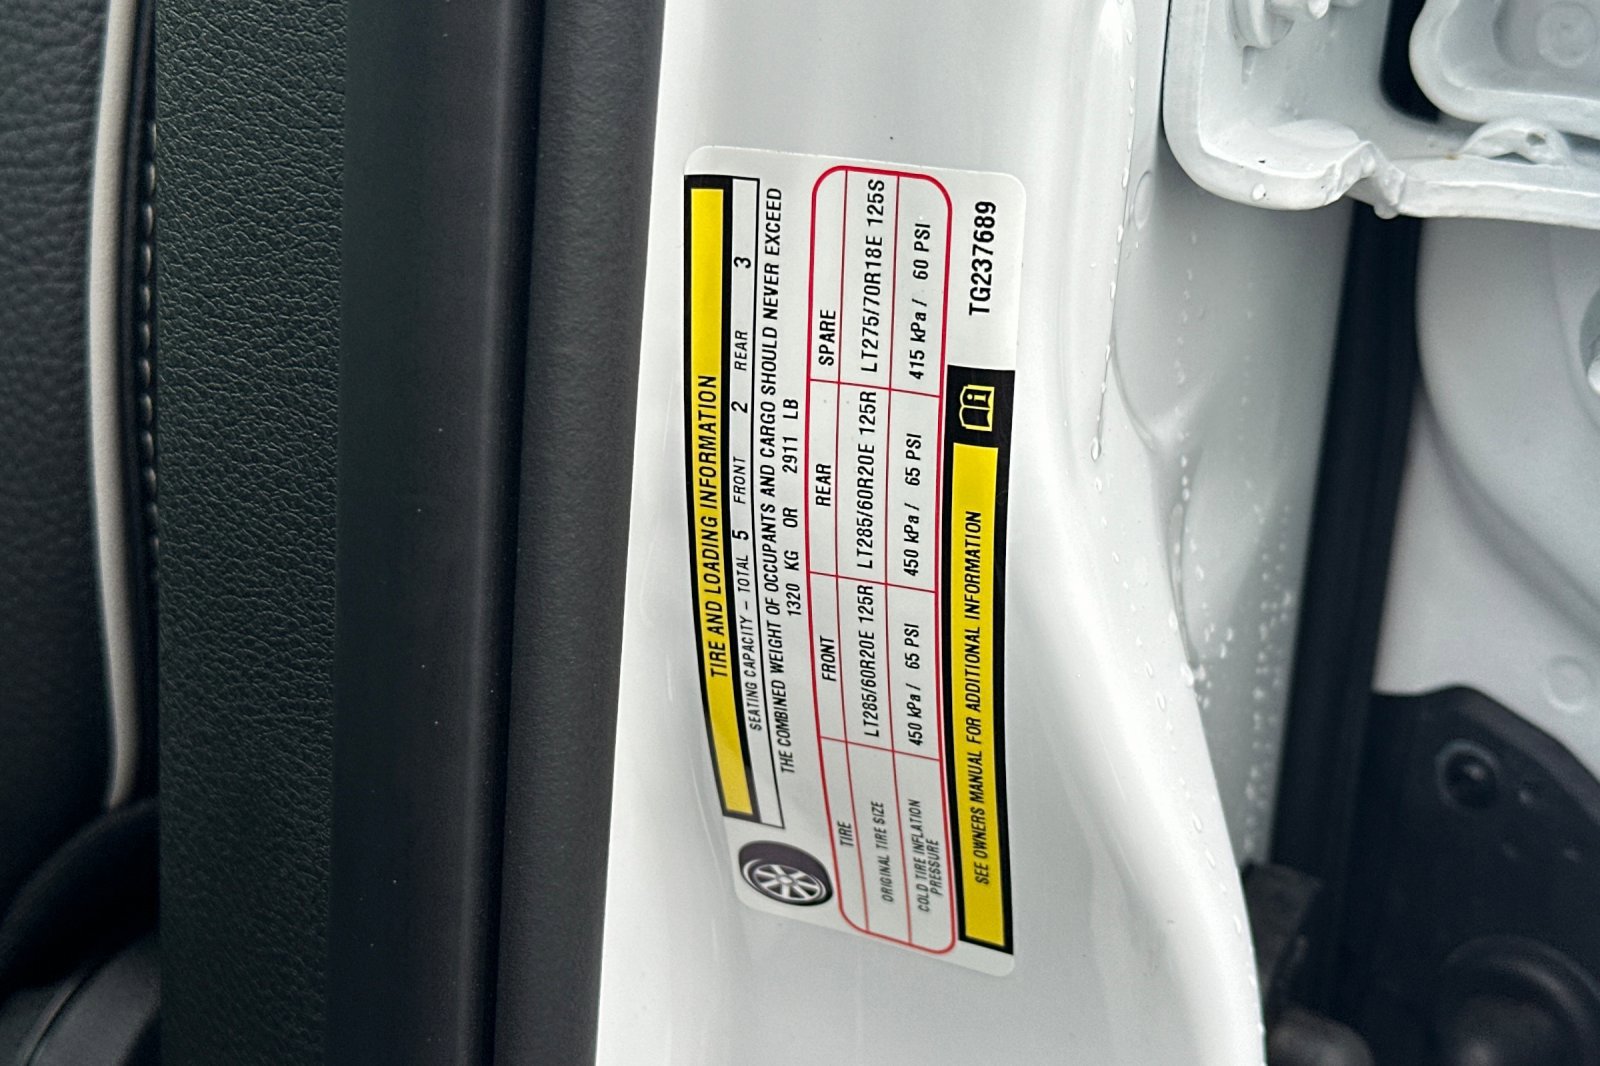 TIRE AND LOADING INFORMATION
SEATING CAPACITY - TOTAL 5 FRONT 2 REAR 3
THE COMBINED WEIGHT OF OCCUPANTS AND CARGO SHOULD NEVER EXCEED
1320 KG OR 2911 LB
TIRE FRONT REAR SPARE
ORIGINAL TIRE SIZE LT285/60R20E 125R LT285/60R20E 125R LT275/70R18E 125S
COLD TIRE INFLATION PRESSURE 450 kPa / 65 PSI 450 kPa / 65 PSI 415 kPa / 60 PSI
SEE OWNERS MANUAL FOR ADDITIONAL INFORMATION
TG237689